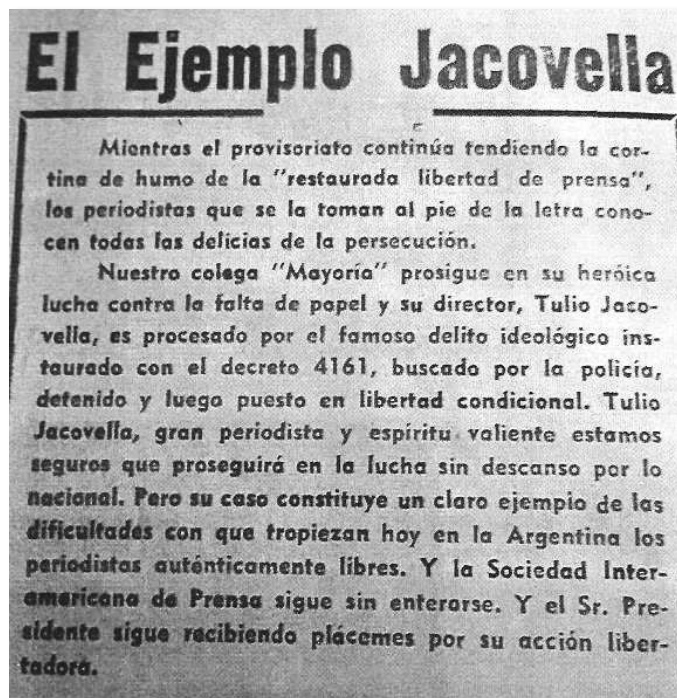 El Ejemplo Jacovella
Mientras el provisoriato continúa tendiendo la cor-
tina de humo de la "restaurada libertad de prensa",
los periodistas que se la toman al pie de la letra cono-
cen todas las delicias de la persecución.
Nuestro colega "Mayoría" prosigue en su heróica
lucha contra la falta de papel y su director, Tulio Jaco-
vella, es procesado por el famoso delito ideológico ins-
taurado con el decreto 4161, buscado por la policía,
detenido y luego puesto en libertad condicional. Tulio
Jacovella, gran periodista y espíritu valiente estamos
seguros que proseguirá en la lucha sin descanso por lo
nacional. Pero su caso constituye un claro ejemplo de las
dificultades con que tropiezan hoy en la Argentina los
periodistas auténticamente libres. Y la Sociedad Inter-
americana de Prensa sigue sin enterarse. Y el Sr. Pre-
sidente sigue recibiendo plácemes por su acción liber-
tadora.